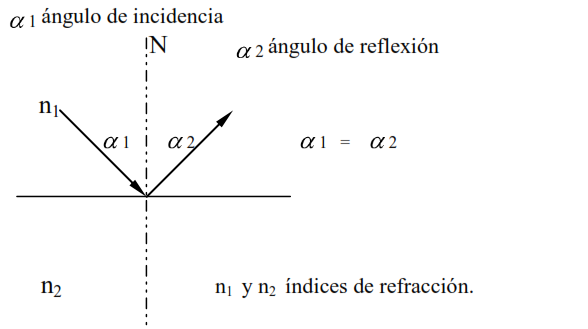 α 1 ángulo de incidencia
N
α 2 ángulo de reflexión
n₁
α 1
α 2
α 1 = α 2
n₂
n₁ y n₂ índices de refracción.